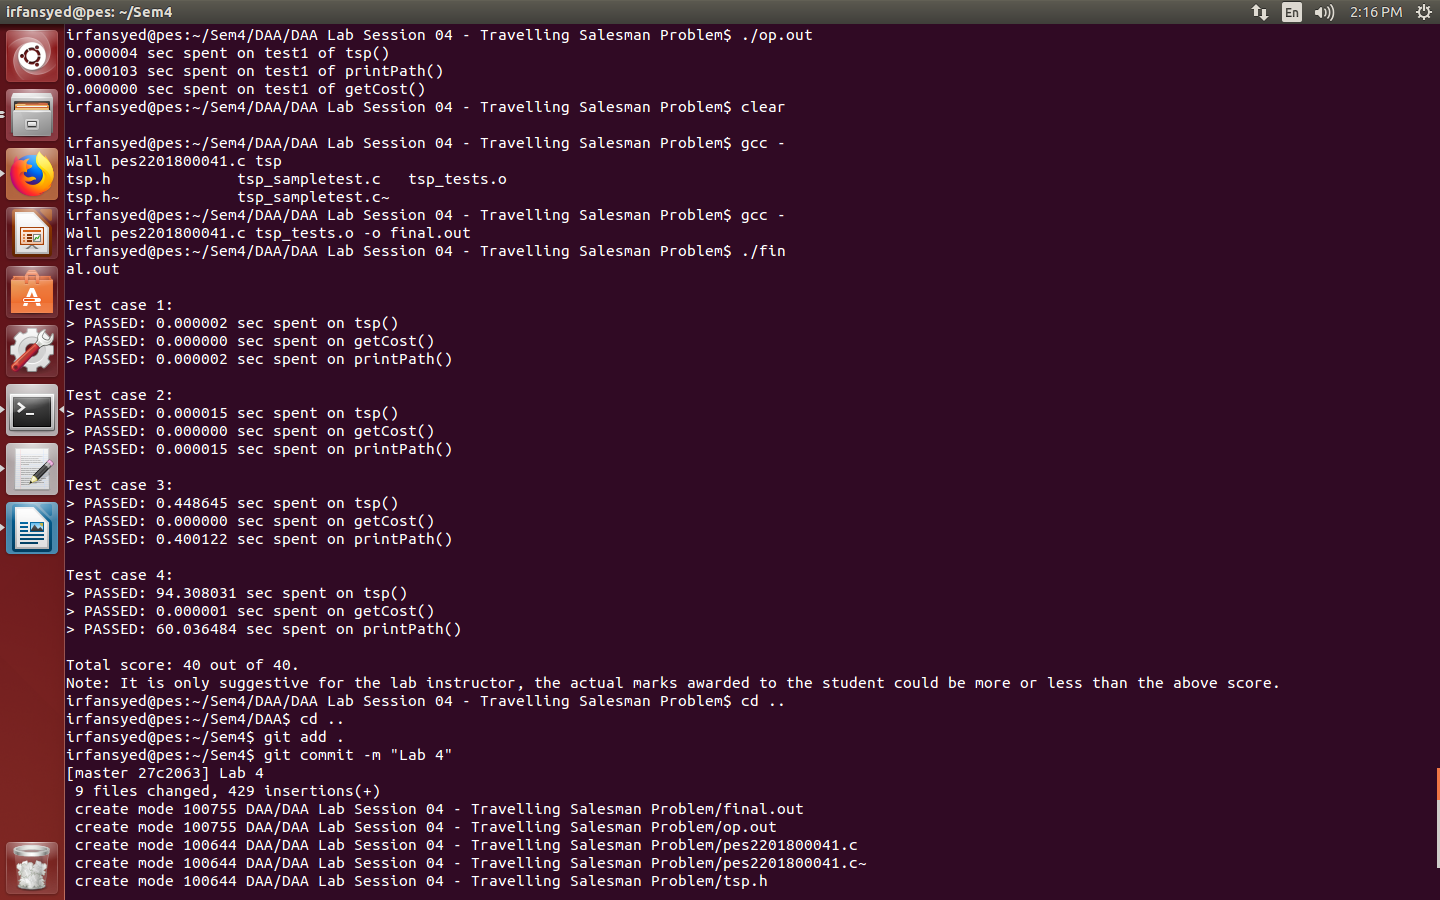 irfansyed@pes: ~/Sem4
En
2:16 PM
irfansyed@pes:~/Sem4/DAA/DAA Lab Session 04 - Travelling Salesman Problem$ ./op.out
0.000004 sec spent on test1 of tsp()
0.000103 sec spent on test1 of printPath()
0.000000 sec spent on test1 of getCost()
irfansyed@pes:~/Sem4/DAA/DAA Lab Session 04 - Travelling Salesman Problem$ clear
irfansyed@pes:~/Sem4/DAA/DAA Lab Session 04 - Travelling Salesman Problem$ gcc -
Wall pes2201800041.c tsp
tsp.h              tsp_sampletest.c   tsp_tests.o
tsp.h~             tsp_sampletest.c~
irfansyed@pes:~/Sem4/DAA/DAA Lab Session 04 - Travelling Salesman Problem$ gcc -
Wall pes2201800041.c tsp_tests.o -o final.out
irfansyed@pes:~/Sem4/DAA/DAA Lab Session 04 - Travelling Salesman Problem$ ./fin
al.out
Test case 1:
> PASSED: 0.000002 sec spent on tsp()
> PASSED: 0.000000 sec spent on getCost()
> PASSED: 0.000002 sec spent on printPath()
Test case 2:
> PASSED: 0.000015 sec spent on tsp()
> PASSED: 0.000000 sec spent on getCost()
> PASSED: 0.000015 sec spent on printPath()
Test case 3:
> PASSED: 0.448645 sec spent on tsp()
> PASSED: 0.000000 sec spent on getCost()
> PASSED: 0.400122 sec spent on printPath()
Test case 4:
> PASSED: 94.308031 sec spent on tsp()
> PASSED: 0.000001 sec spent on getCost()
> PASSED: 60.036484 sec spent on printPath()
Total score: 40 out of 40.
Note: It is only suggestive for the lab instructor, the actual marks awarded to the student could be more or less than the above score.
irfansyed@pes:~/Sem4/DAA/DAA Lab Session 04 - Travelling Salesman Problem$ cd ..
irfansyed@pes:~/Sem4/DAA$ cd ..
irfansyed@pes:~/Sem4$ git add .
irfansyed@pes:~/Sem4$ git commit -m "Lab 4"
[master 27c2063] Lab 4
 9 files changed, 429 insertions(+)
 create mode 100755 DAA/DAA Lab Session 04 - Travelling Salesman Problem/final.out
 create mode 100755 DAA/DAA Lab Session 04 - Travelling Salesman Problem/op.out
 create mode 100644 DAA/DAA Lab Session 04 - Travelling Salesman Problem/pes2201800041.c
 create mode 100644 DAA/DAA Lab Session 04 - Travelling Salesman Problem/pes2201800041.c~
 create mode 100644 DAA/DAA Lab Session 04 - Travelling Salesman Problem/tsp.h